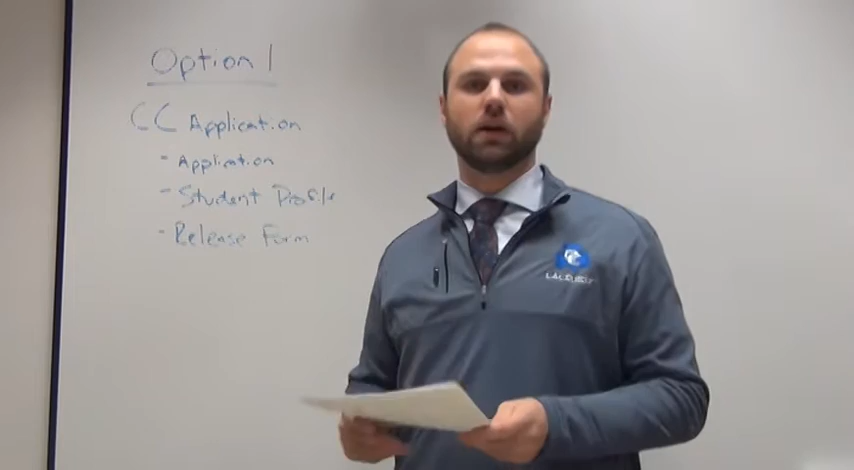 Option 1
CC Application
- Application
- Student Profile
- Release Form